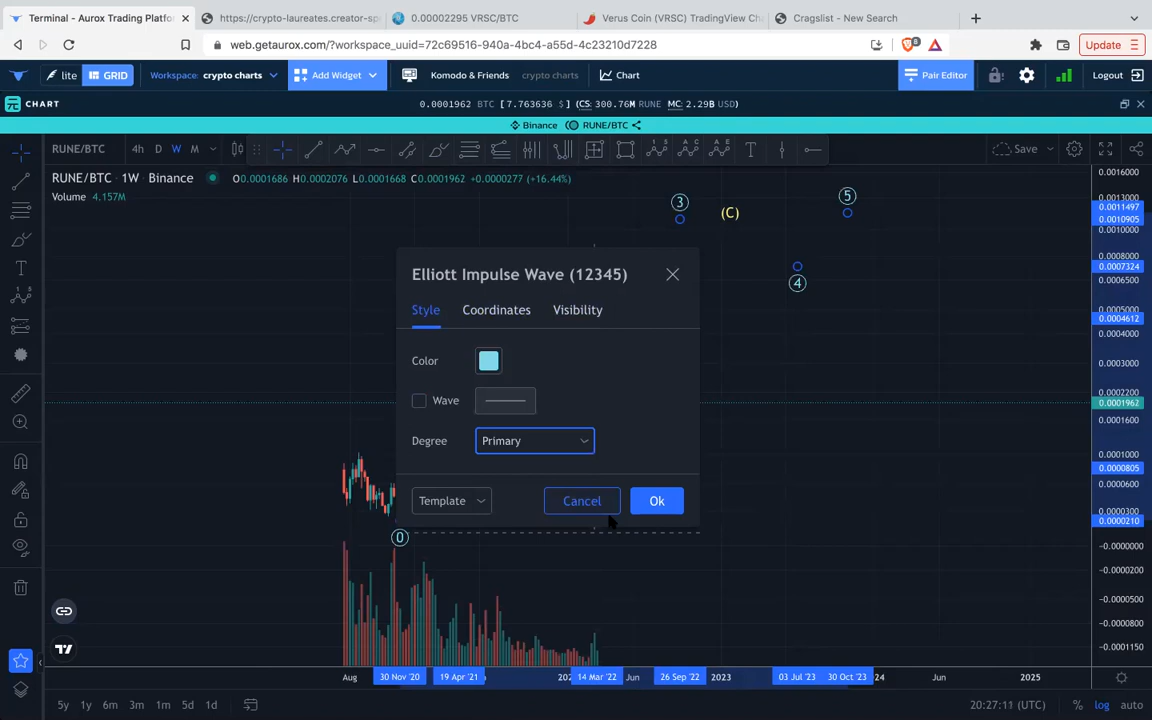 Terminal - Aurox Trading Platfo
https://crypto-laureates.creator-sp
0.00002295 VRSC/BTC
Verus Coin (VRSC) TradingView Cha
Cragslist - New Search
web.getaurox.com/?workspace_uuid=72c69516-940a-4bc4-a55d-4c23210d7228
8
Update
lite
GRID
Workspace: crypto charts
Add Widget
Komodo & Friends
crypto charts
Chart
Pair Editor
Logout
CHART
0.0001962 BTC [7.763636 $] (CS: 300.76M RUNE MC: 2.29B USD)
Binance RUNE/BTC
RUNE/BTC
4h D W M
Save
RUNE/BTC · 1W · Binance
O0.0001686 H0.0002076 L0.0001668 C0.0001962 +0.0000277 (+16.44%)
Volume 4.157M
3
(C)
5
4
0
Elliott Impulse Wave (12345)
Style
Coordinates
Visibility
Color
Wave
Degree
Primary
Template
Cancel
Ok
0.0016000
0.0013000
0.0011497
0.0010905
0.0010000
0.0008000
0.0007324
0.0006500
0.0004612
0.0004000
0.0003000
0.0002200
0.0001962
0.0001600
0.0001000
0.0000805
0.0000600
0.0000300
0.0000210
−0.0000000
−0.0000200
−0.0000500
−0.0000800
−0.0001150
Aug
30 Nov '20
19 Apr '21
14 Mar '22
Jun
26 Sep '22
2023
03 Jul '23
30 Oct '23
24
Jun
2025
5y 1y 6m 3m 1m 5d 1d
20:27:11 (UTC)
%
log
auto